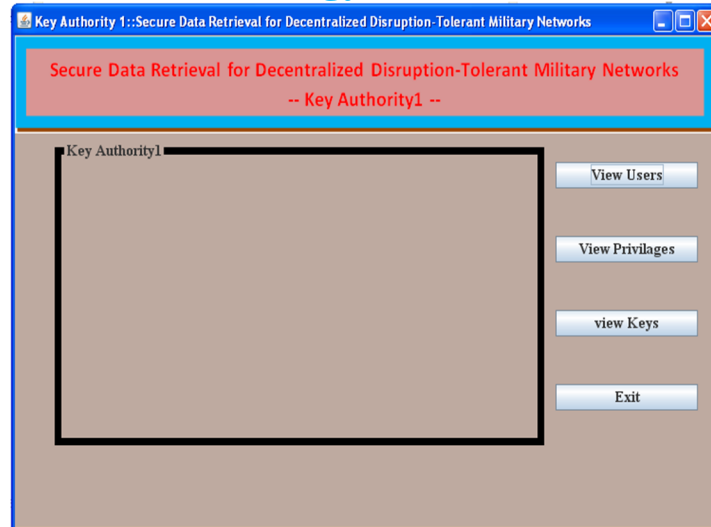 Key Authority 1::Secure Data Retrieval for Decentralized Disruption-Tolerant Military Networks
Secure Data Retrieval for Decentralized Disruption-Tolerant Military Networks
-- Key Authority1 --
Key Authority1
View Users
View Privilages
view Keys
Exit